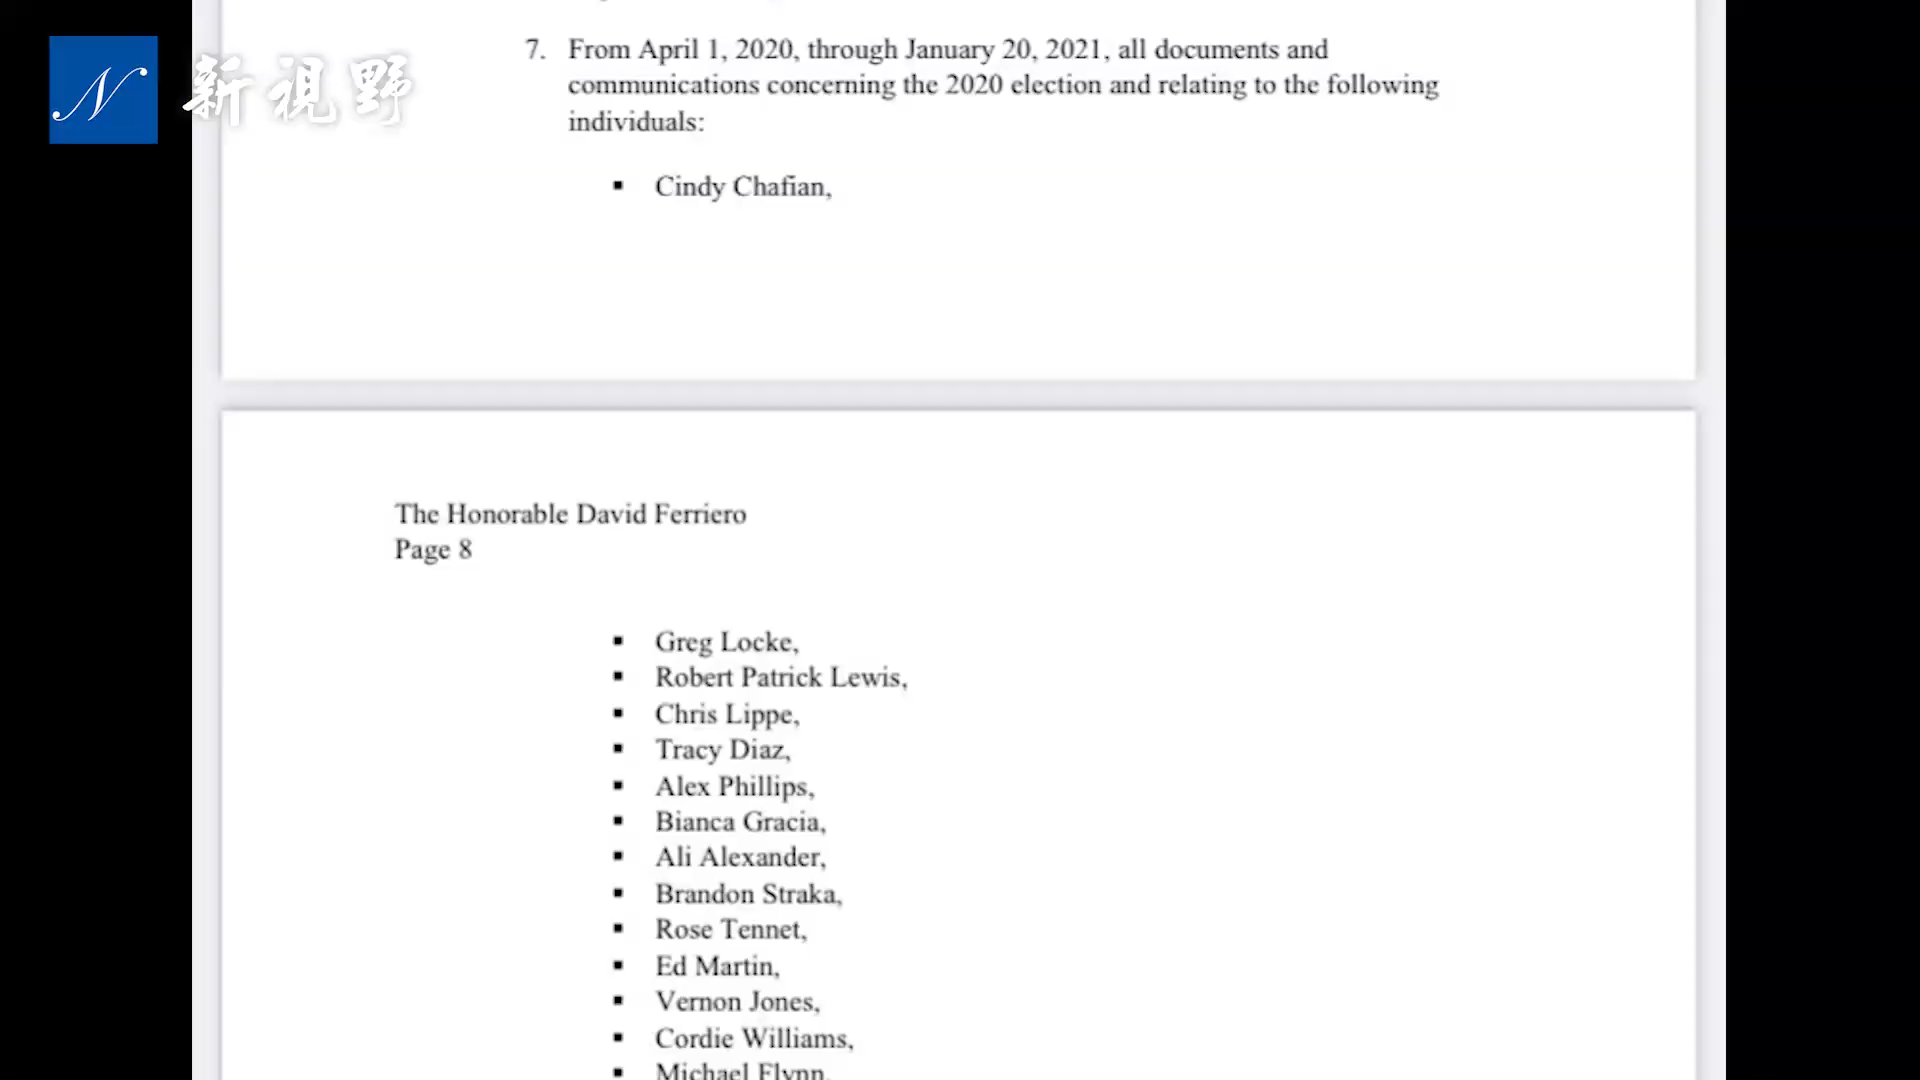 N 新視野
7. From April 1, 2020, through January 20, 2021, all documents and
communications concerning the 2020 election and relating to the following
individuals:
▪ Cindy Chafian,
The Honorable David Ferriero
Page 8
▪ Greg Locke,
▪ Robert Patrick Lewis,
▪ Chris Lippe,
▪ Tracy Diaz,
▪ Alex Phillips,
▪ Bianca Gracia,
▪ Ali Alexander,
▪ Brandon Straka,
▪ Rose Tennet,
▪ Ed Martin,
▪ Vernon Jones,
▪ Cordie Williams,
▪ Michael Flynn,